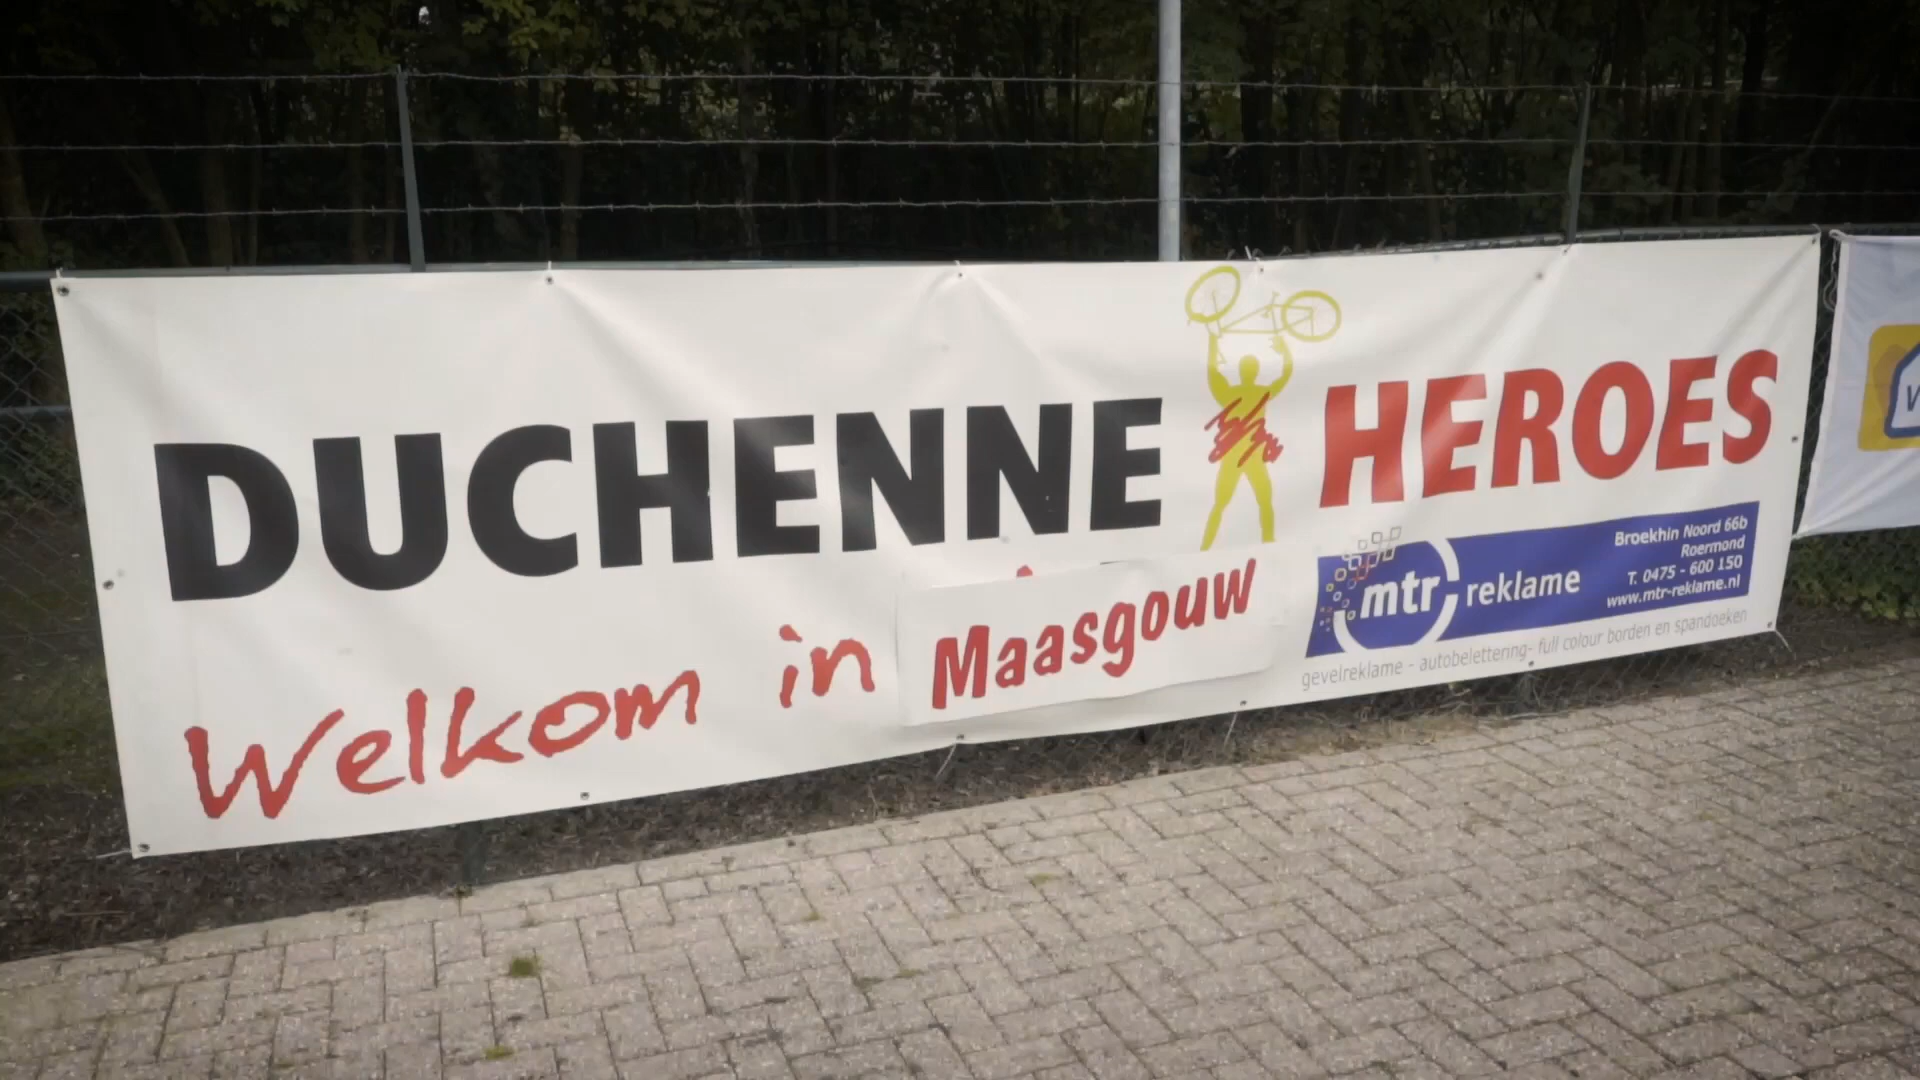 DUCHENNE HEROES
Welkom in Maasgouw
mtr reklame
Broekhin Noord 66b
Roermond
T. 0475 - 600 150
www.mtr-reklame.nl
gevelreklame - autobelettering- full colour borden en spandoeken